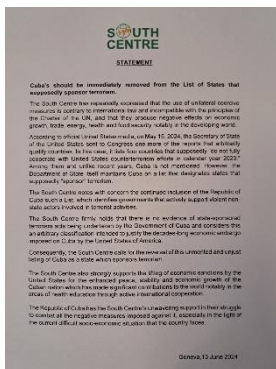 SOUTH
CENTRE
STATEMENT
Cuba's should be immediately removed from the List of States that
supposedly sponsor terrorism.
The South Centre has repeatedly expressed that the use of unilateral coercive
measures is contrary to international law and incompatible with the principles of
the Charter of the UN, and that they produce negative effects on economic
growth, trade, energy, health and food security notably in the developing world.
According to official United States media, on May 15, 2024, the Secretary of State
of the United States sent to Congress one more of the reports that arbitrarily
qualify countries. In this case, it lists four countries that supposedly "do not fully
cooperate with United States counterterrorism efforts in calendar year 2023."
Among them and unlike recent years, Cuba is not mentioned. However the
Department of State itself maintains Cuba on a list that designates states that
supposedly "sponsor" terrorism.
The South Centre notes with concern the continued inclusion of the Republic of
Cuba such a List, which identifies governments that actively support violent non-
state actors involved in terrorist activities.
The South Centre firmly holds that there is no evidence of state-sponsored
terrorism acts being undertaken by the Government of Cuba and considers this
an arbitrary classification intended to justify the decades-long economic embargo
imposed on Cuba by the United States of America.
Consequently, the South Centre calls for the reversal of this unmerited and unjust
listing of Cuba as a state which sponsors terrorism.
The South Centre also strongly supports the lifting of economic sanctions by the
United States for the enhanced peace, stability and economic growth of the
Cuban nation which has made significant contributions to the world notably in the
areas of health education through active international cooperation.
The Republic of Cuba has the South Centre's unwavering support in their struggle
to combat all the negative measures imposed against it, especially in the light of
the current difficult socio-economic situation that the country faces.
Geneva, 13 June 2024